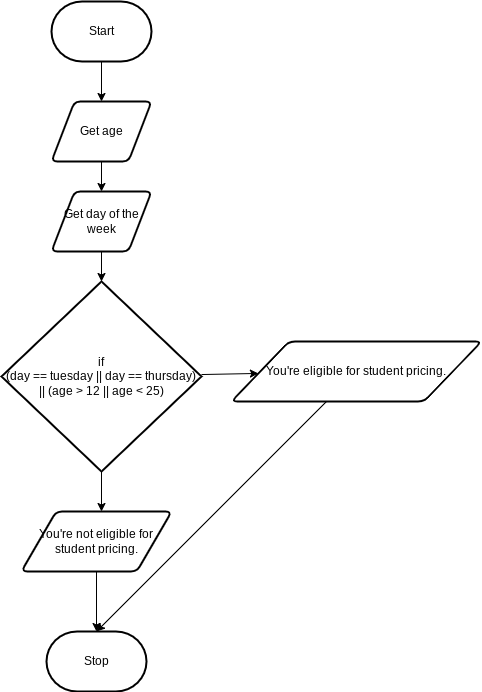 Start
Get age
Get day of the
week
if
(day == tuesday || day == thursday)
|| (age > 12 || age < 25)
You're eligible for student pricing.
You're not eligible for
student pricing.
Stop